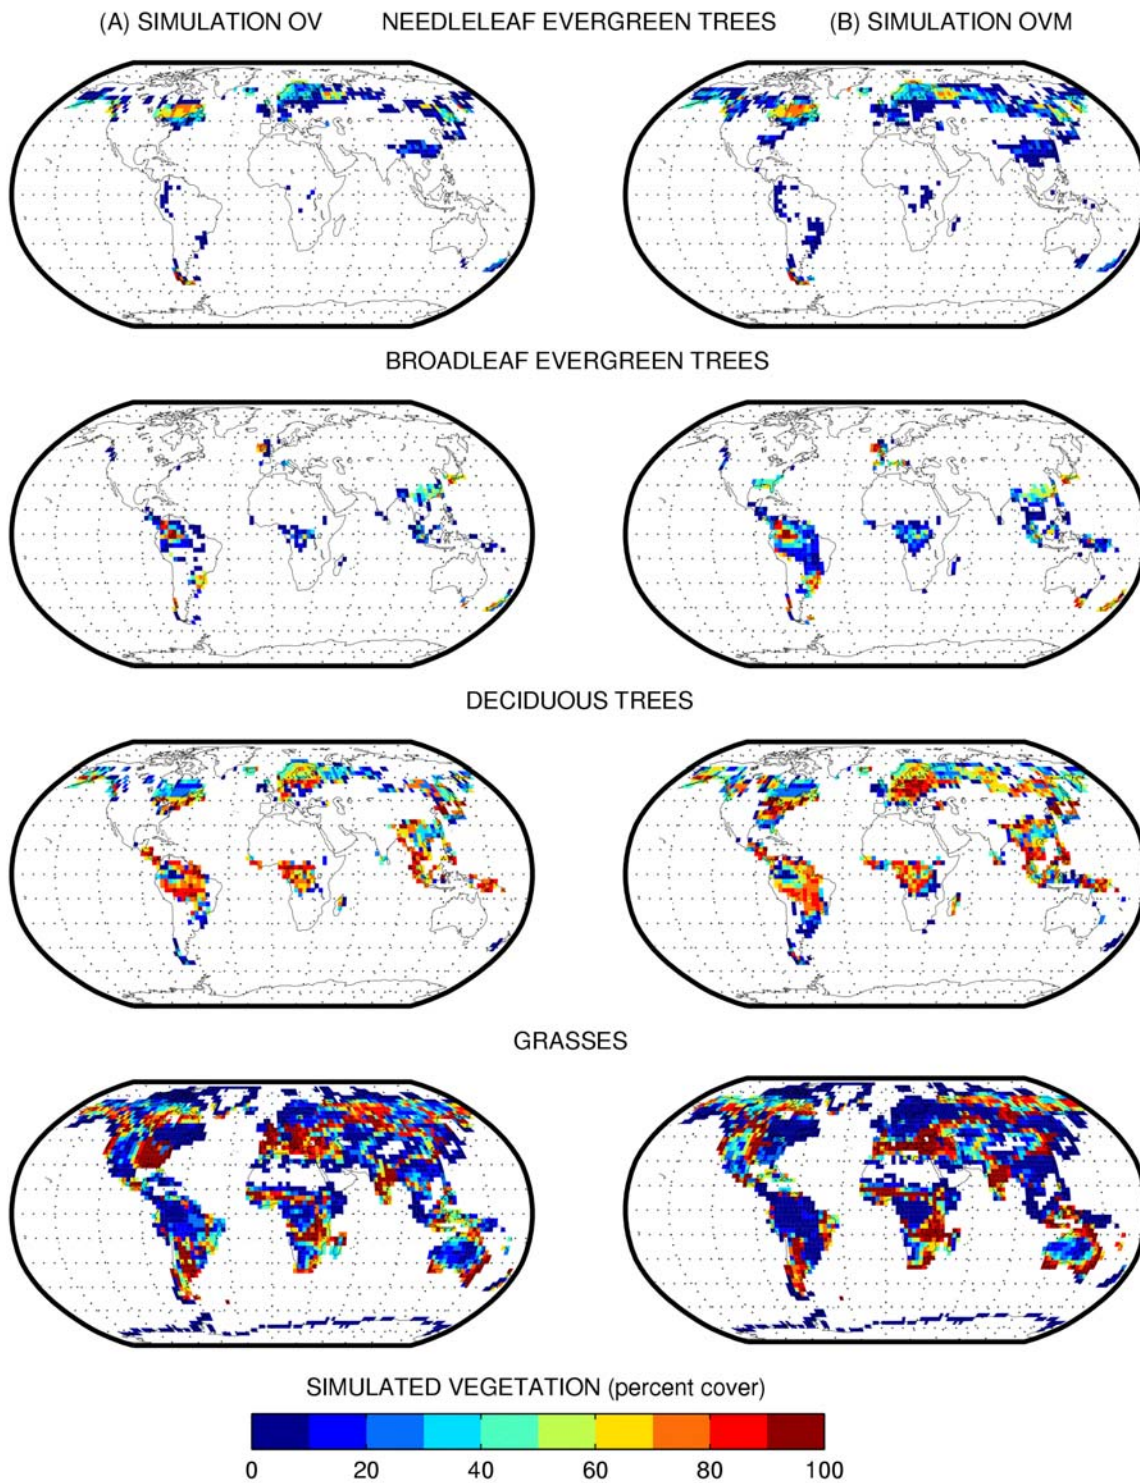 (A) SIMULATION OV NEEDLELEAF EVERGREEN TREES (B) SIMULATION OVM
BROADLEAF EVERGREEN TREES
DECIDUOUS TREES
GRASSES
SIMULATED VEGETATION (percent cover)
0 20 40 60 80 100